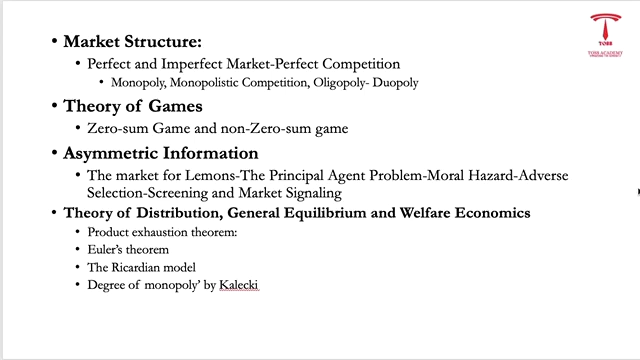 • Market Structure:
• Perfect and Imperfect Market-Perfect Competition
• Monopoly, Monopolistic Competition, Oligopoly- Duopoly
• Theory of Games
• Zero-sum Game and non-Zero-sum game
• Asymmetric Information
• The market for Lemons-The Principal Agent Problem-Moral Hazard-Adverse
Selection-Screening and Market Signaling
• Theory of Distribution, General Equilibrium and Welfare Economics
• Product exhaustion theorem:
• Euler's theorem
• The Ricardian model
• Degree of monopoly' by Kalecki
TOSS
TOSS ACADEMY